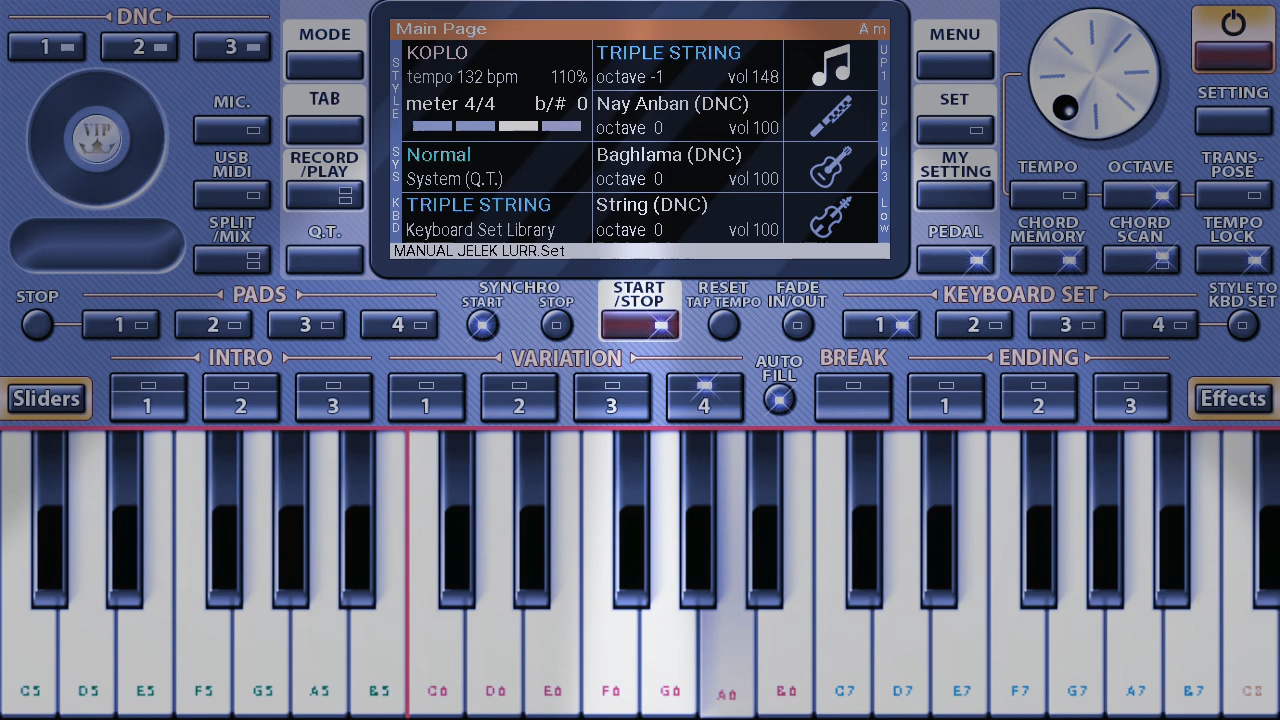 DNC
1 2 3
VIP
MIC.
USB
MIDI
SPLIT
/MIX
MODE
TAB
RECORD
/PLAY
Q.T.
Main Page Am
STYLE
KOPLO
tempo 132 bpm 110%
meter 4/4 b/# 0
SYS
Normal
System (Q.T.)
KBD
TRIPLE STRING
Keyboard Set Library
TRIPLE STRING
octave -1 vol 148
UP1
Nay Anban (DNC)
octave 0 vol 100
UP2
Baghlama (DNC)
octave 0 vol 100
UP3
String (DNC)
octave 0 vol 100
Low
MANUAL JELEK LURR.Set
MENU
SET
MY
SETTING
PEDAL
SETTING
TEMPO OCTAVE TRANS-
POSE
CHORD
MEMORY
CHORD
SCAN
TEMPO
LOCK
STOP
PADS
1 2 3 4
SYNCHRO
START STOP
START
/STOP
RESET
TAP TEMPO
FADE
IN/OUT
KEYBOARD SET
1 2 3 4
STYLE TO
KBD SET
Sliders
INTRO
1 2 3
VARIATION
1 2 3 4
AUTO
FILL
BREAK
ENDING
1 2 3
Effects
C5 D5 E5 F5 G5 A5 B5 C6 D6 E6 F6 G6 A6 B6 C7 D7 E7 F7 G7 A7 B7 C8